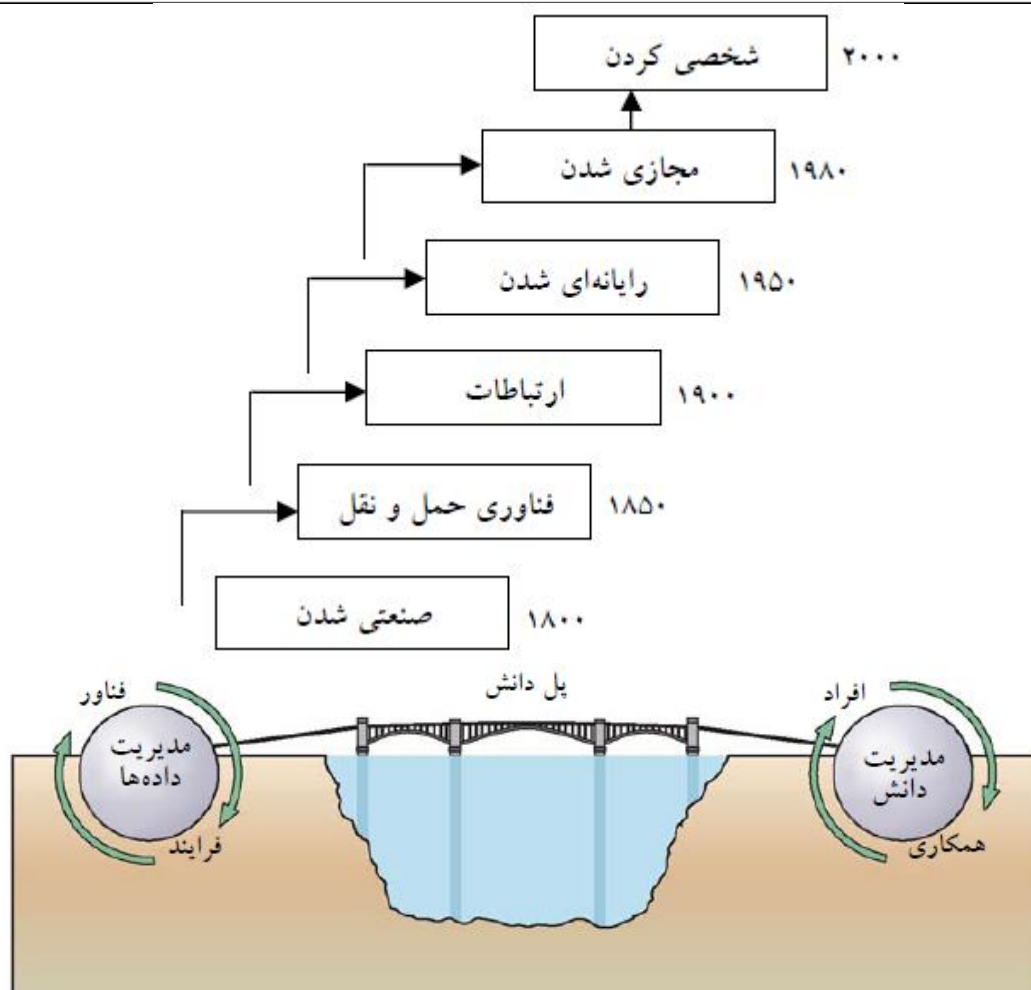 شخصی کردن ۲۰۰۰
مجازی شدن ۱۹۸۰
رایانه‌ای شدن ۱۹۵۰
ارتباطات ۱۹۰۰
فناوری حمل و نقل ۱۸۵۰
صنعتی شدن ۱۸۰۰
پل دانش
افراد
مدیریت
دانش
همکاری
فناور
مدیریت
داده‌ها
فرایند